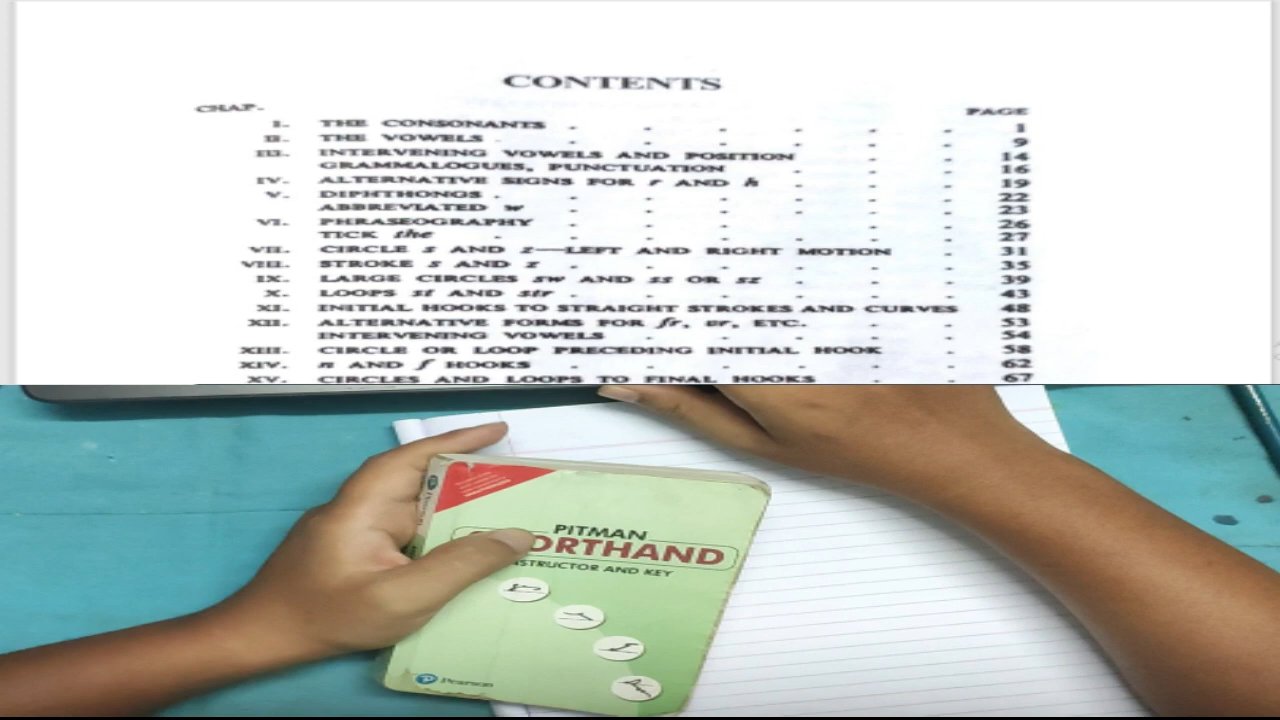 CONTENTS
CHAP. PAGE
I. THE CONSONANTS . . . . . . 1
II. THE VOWELS . . . . . . . 9
III. INTERVENING VOWELS AND POSITION . . 14
GRAMMALOGUES, PUNCTUATION . . . 16
IV. ALTERNATIVE SIGNS FOR r AND h . . . 19
V. DIPHTHONGS . . . . . . . 22
ABBREVIATED w . . . . . . 23
VI. PHRASEOGRAPHY . . . . . . 26
TICK the . . . . . . . 27
VII. CIRCLE s AND z—LEFT AND RIGHT MOTION . 31
VIII. STROKE s AND z . . . . . . 35
IX. LARGE CIRCLES sw AND ss OR sz . . . 39
X. LOOPS st AND str . . . . . . 43
XI. INITIAL HOOKS TO STRAIGHT STROKES AND CURVES 48
XII. ALTERNATIVE FORMS FOR fr, vr, ETC. . . 53
INTERVENING VOWELS . . . . . 54
XIII. CIRCLE OR LOOP PRECEDING INITIAL HOOK . 58
XIV. n AND f HOOKS . . . . . . 62
XV. CIRCLES AND LOOPS TO FINAL HOOKS . . 67
PITMAN
ORTHAND
NSTRUCTOR AND KEY
Pearson